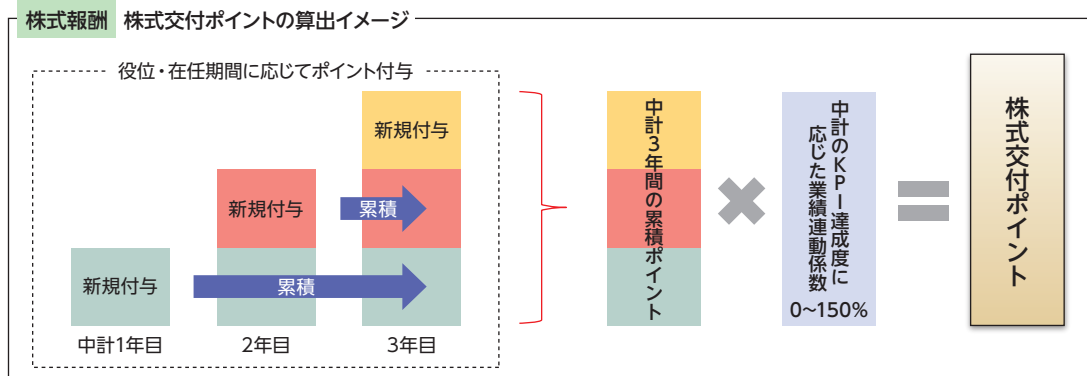 株式報酬 株式交付ポイントの算出イメージ
役位・在任期間に応じてポイント付与
新規付与
新規付与
累積
新規付与
累積
中計1年目
2年目
3年目
中計3年間の累積ポイント
中計のKPI達成度に
応じた業績連動係数
0~150%
株式交付ポイント